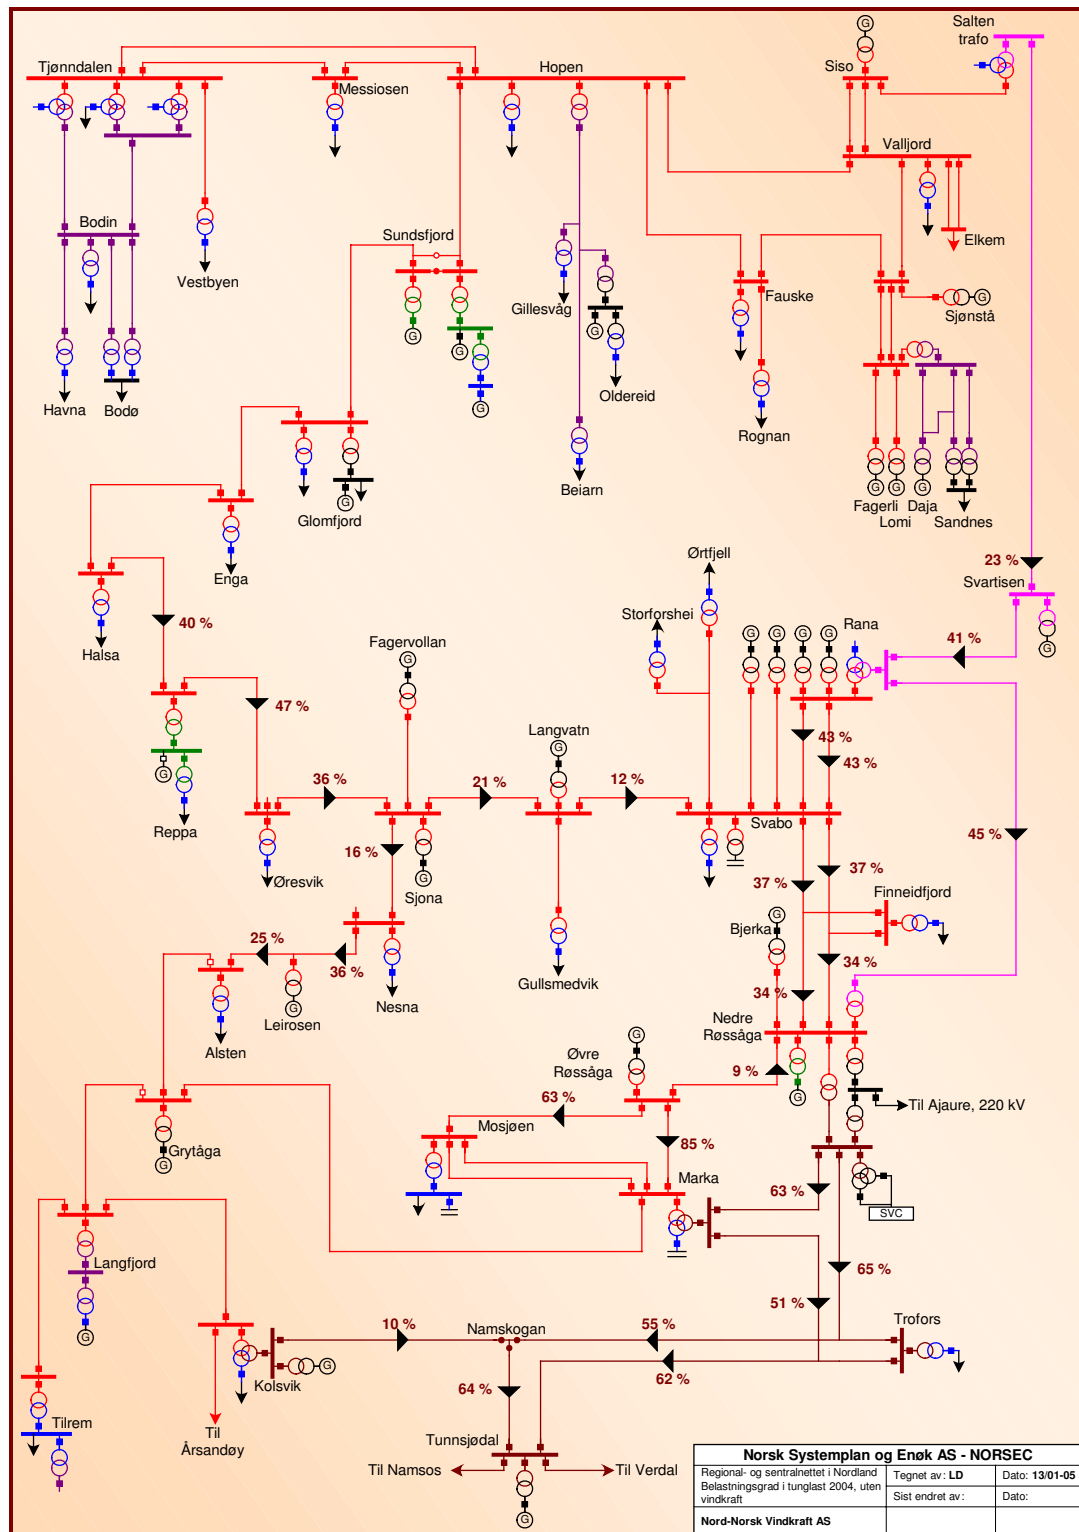 Salten
trafo
G
Tjønndalen
Messiosen
Hopen
Siso
Valljord
Elkem
Bodin
Vestbyen
Sundsfjord
Gillesvåg
Fauske
G
Sjønstå
G
G
G
G
Oldereid
Havna
Bodø
Rognan
Beiarn
G
G
G
Fagerli
Daja
Lomi
Sandnes
G
Glomfjord
Enga
Ørtfjell
23 %
Svartisen
Halsa
40 %
Storforshei
G
G
G
G
Rana
41 %
G
Fagervollan
G
47 %
43 %
43 %
Langvatn
G
G
Reppa
36 %
21 %
12 %
Svabo
45 %
Øresvik
16 %
G
Sjona
37 %
37 %
Finneidfjord
G
Bjerka
25 %
36 %
34 %
34 %
G
Leirosen
Nesna
Gullsmedvik
Alsten
Nedre
Røssåga
G
Øvre
Røssåga
9 %
G
Til Ajaure, 220 kV
63 %
Mosjøen
85 %
Grytåga
G
Marka
63 %
SVC
Langfjord
G
65 %
51 %
Trofors
10 %
Namskogan
55 %
G
Kolsvik
62 %
64 %
Til
Årsandøy
Tilrem
Tunnsjødal
Til Namsos
Til Verdal
G
Norsk Systemplan og Enøk AS - NORSEC
Regional- og sentralnettet i Nordland
Belastningsgrad i tunglast 2004, uten
vindkraft
Tegnet av: LD
Dato: 13/01-05
Sist endret av:
Dato:
Nord-Norsk Vindkraft AS